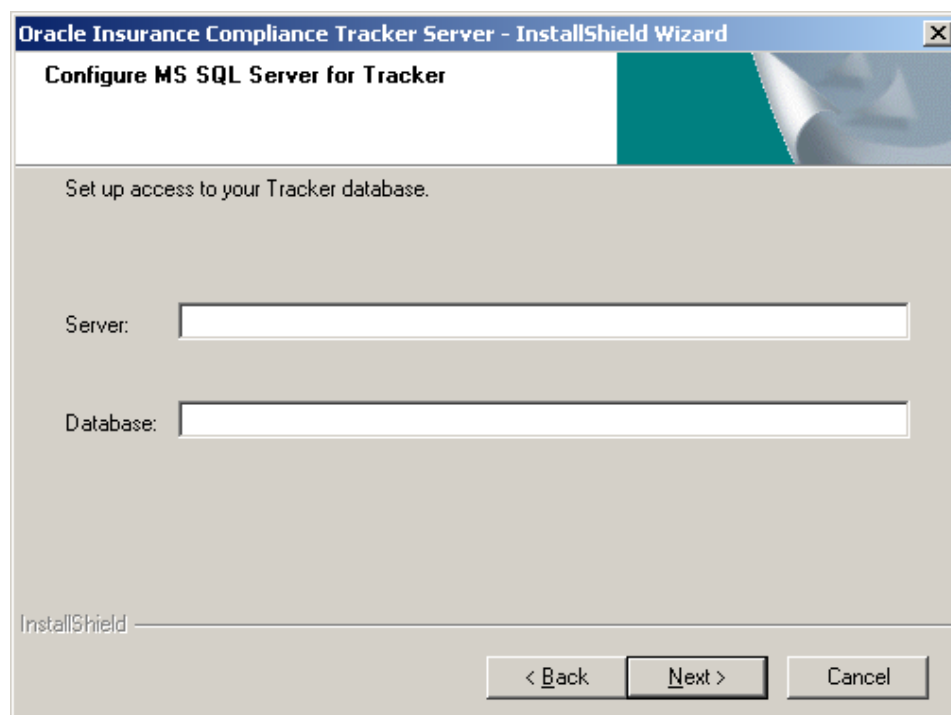 Oracle Insurance Compliance Tracker Server - InstallShield Wizard
Configure MS SQL Server for Tracker
Set up access to your Tracker database.
Server:
Database:
InstallShield
< Back
Next >
Cancel